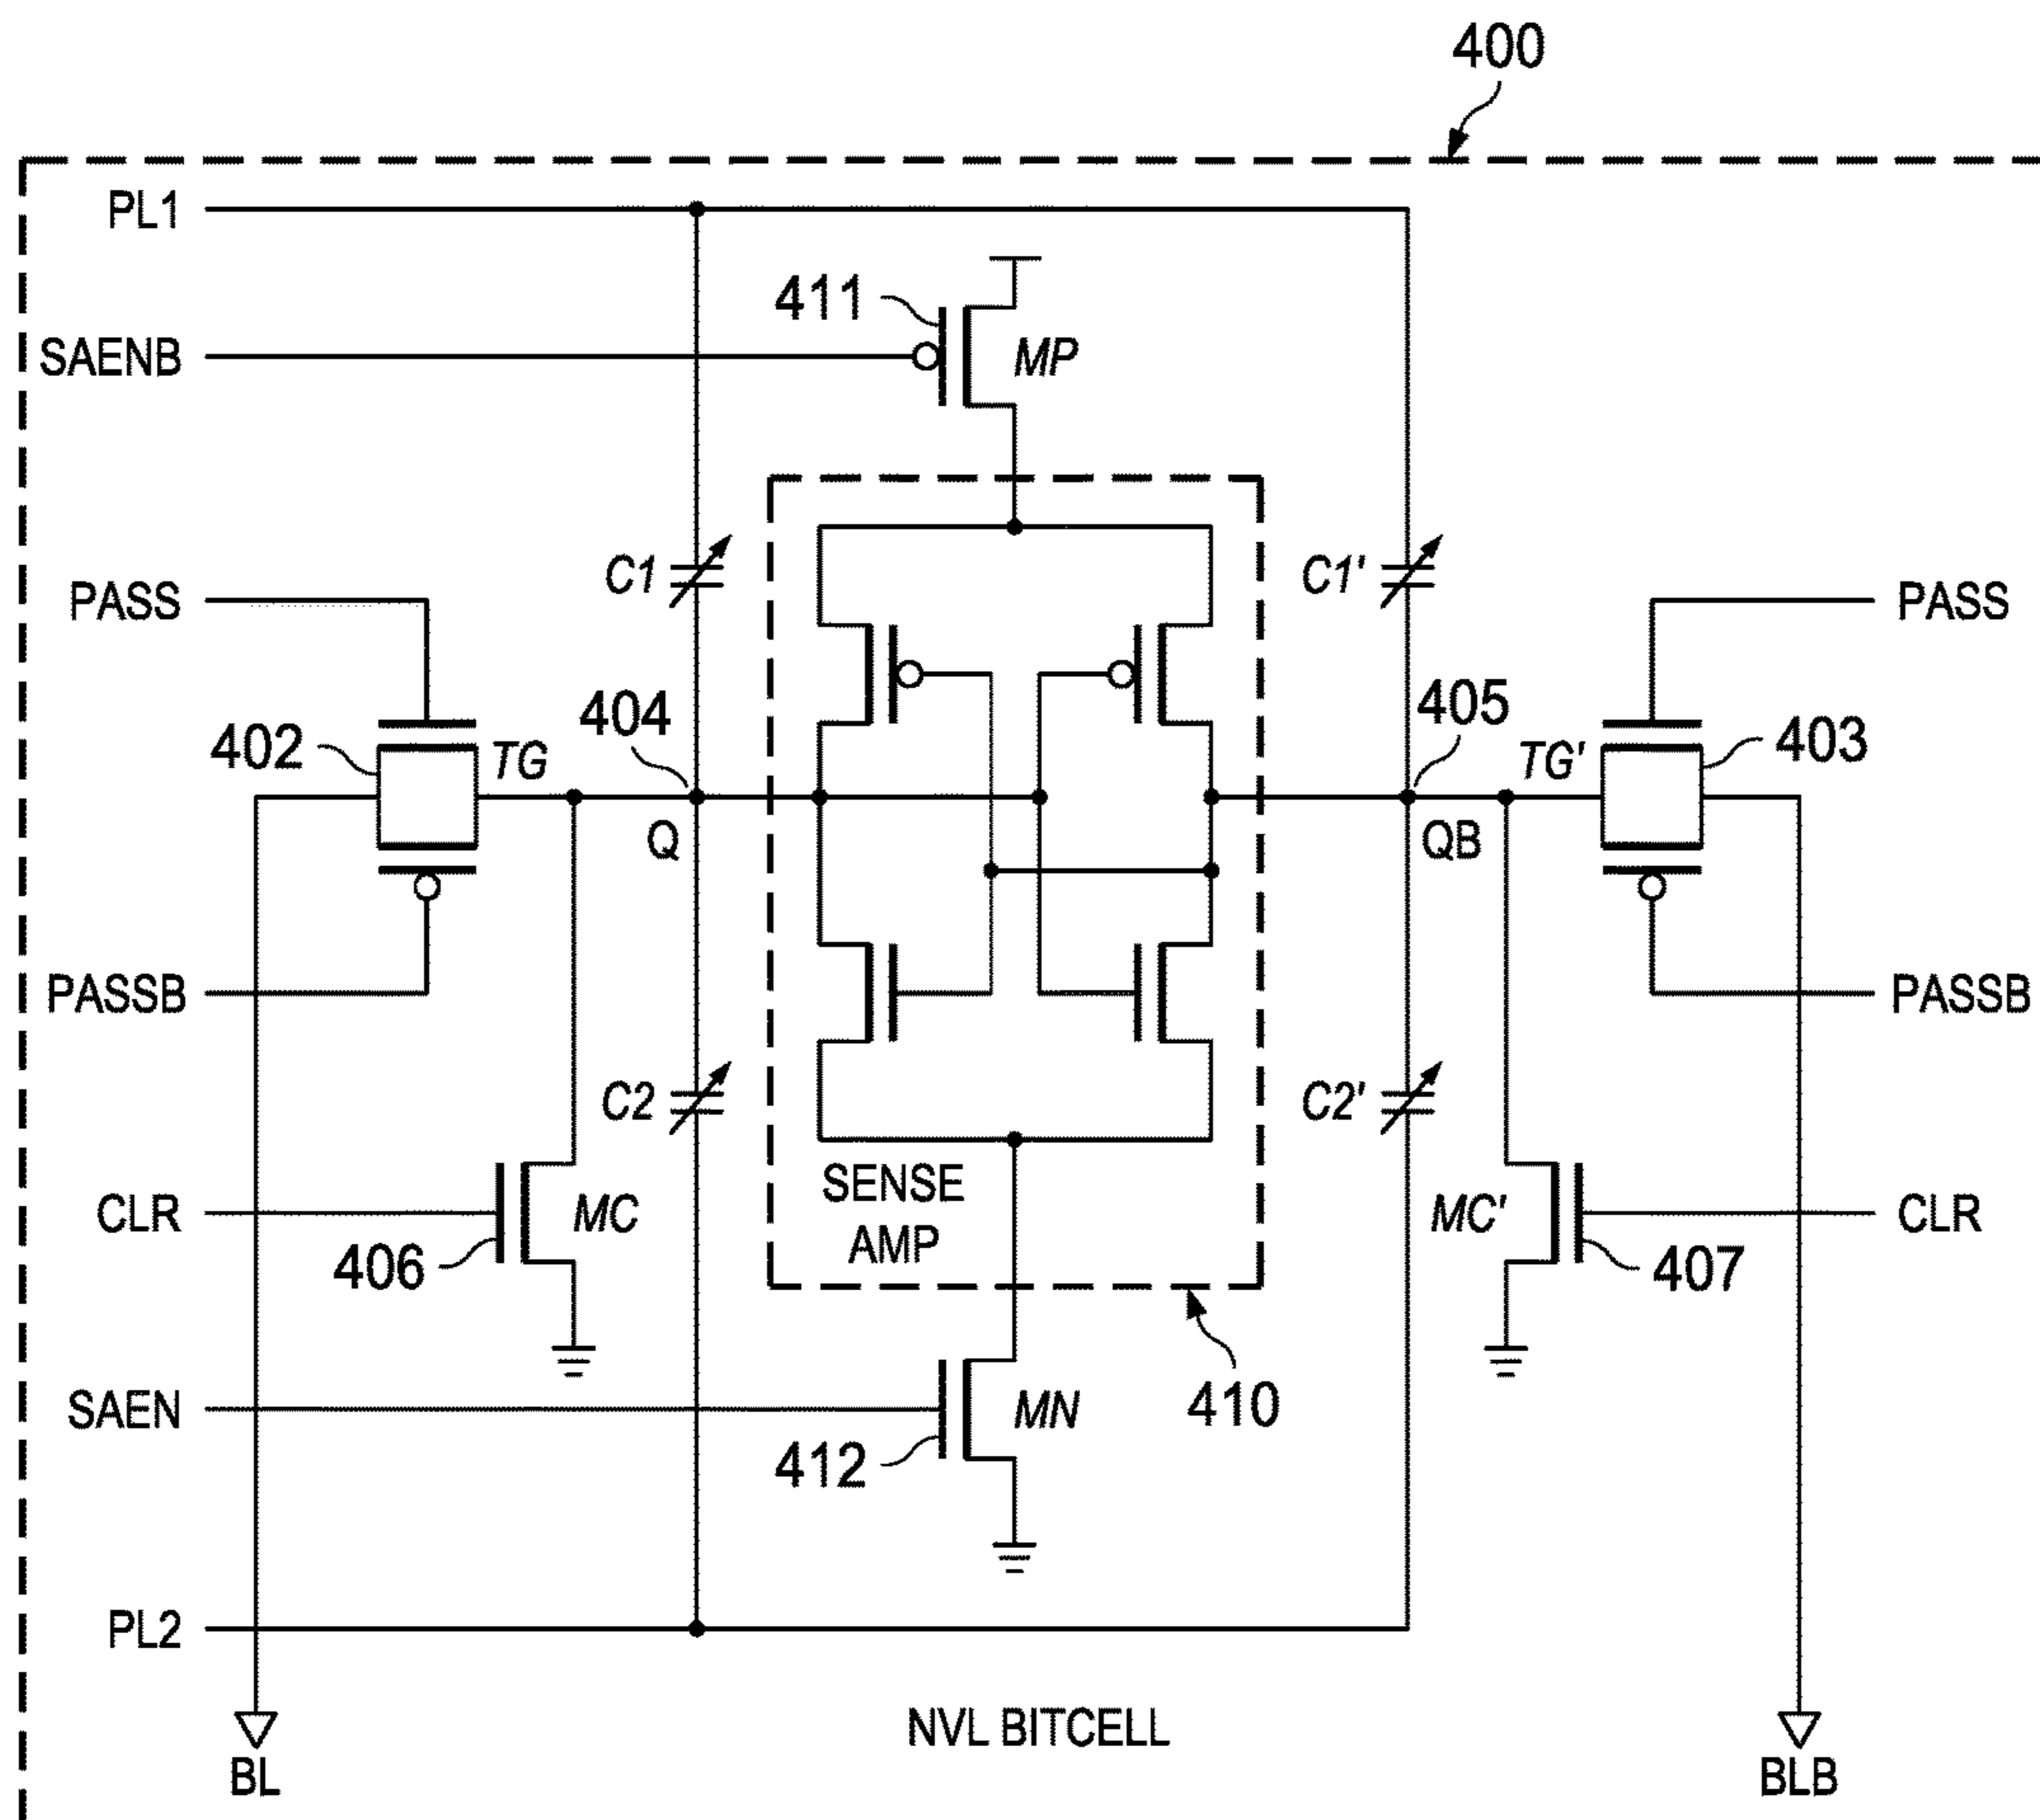 400
PL1
411
SAENB
MP
C1
C1'
PASS
PASS
404
405
402
TG
TG'
403
Q
QB
PASSB
PASSB
C2
C2'
SENSE
AMP
CLR
MC
MC'
CLR
406
407
SAEN
MN
410
412
PL2
NVL BITCELL
BL
BLB